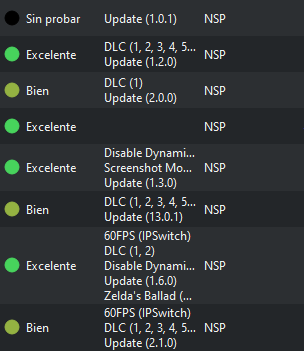 Sin probar Update (1.0.1) NSP
Excelente DLC (1, 2, 3, 4, 5... NSP
Update (1.2.0)
Bien DLC (1) NSP
Update (2.0.0)
Excelente NSP
Excelente Disable Dynami... NSP
Screenshot Mo...
Update (1.3.0)
Bien DLC (1, 2, 3, 4, 5... NSP
Update (13.0.1)
Excelente 60FPS (IPSwitch) NSP
DLC (1, 2)
Disable Dynami...
Update (1.6.0)
Zelda's Ballad (...
Bien 60FPS (IPSwitch) NSP
DLC (1, 2, 3, 4, 5...
Update (2.1.0)